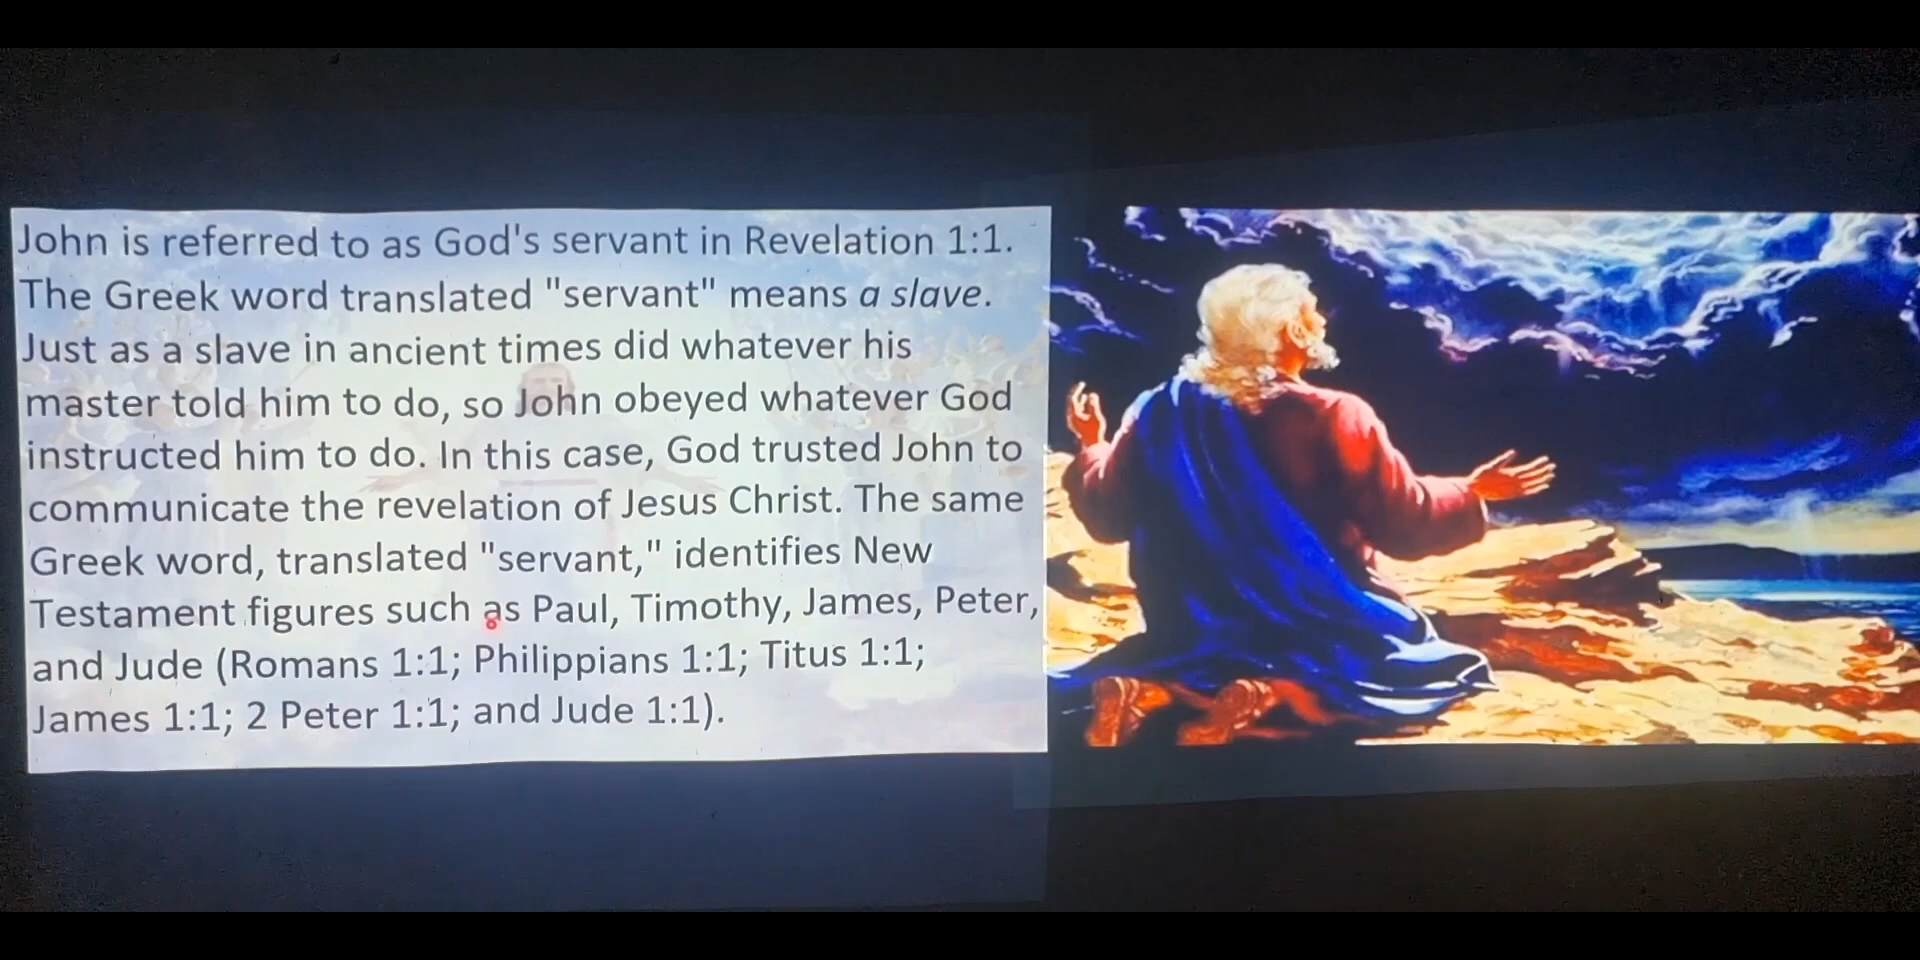 John is referred to as God's servant in Revelation 1:1.
The Greek word translated "servant" means a slave.
Just as a slave in ancient times did whatever his
master told him to do, so John obeyed whatever God
instructed him to do. In this case, God trusted John to
communicate the revelation of Jesus Christ. The same
Greek word, translated "servant," identifies New
Testament figures such as Paul, Timothy, James, Peter,
and Jude (Romans 1:1; Philippians 1:1; Titus 1:1;
James 1:1; 2 Peter 1:1; and Jude 1:1).